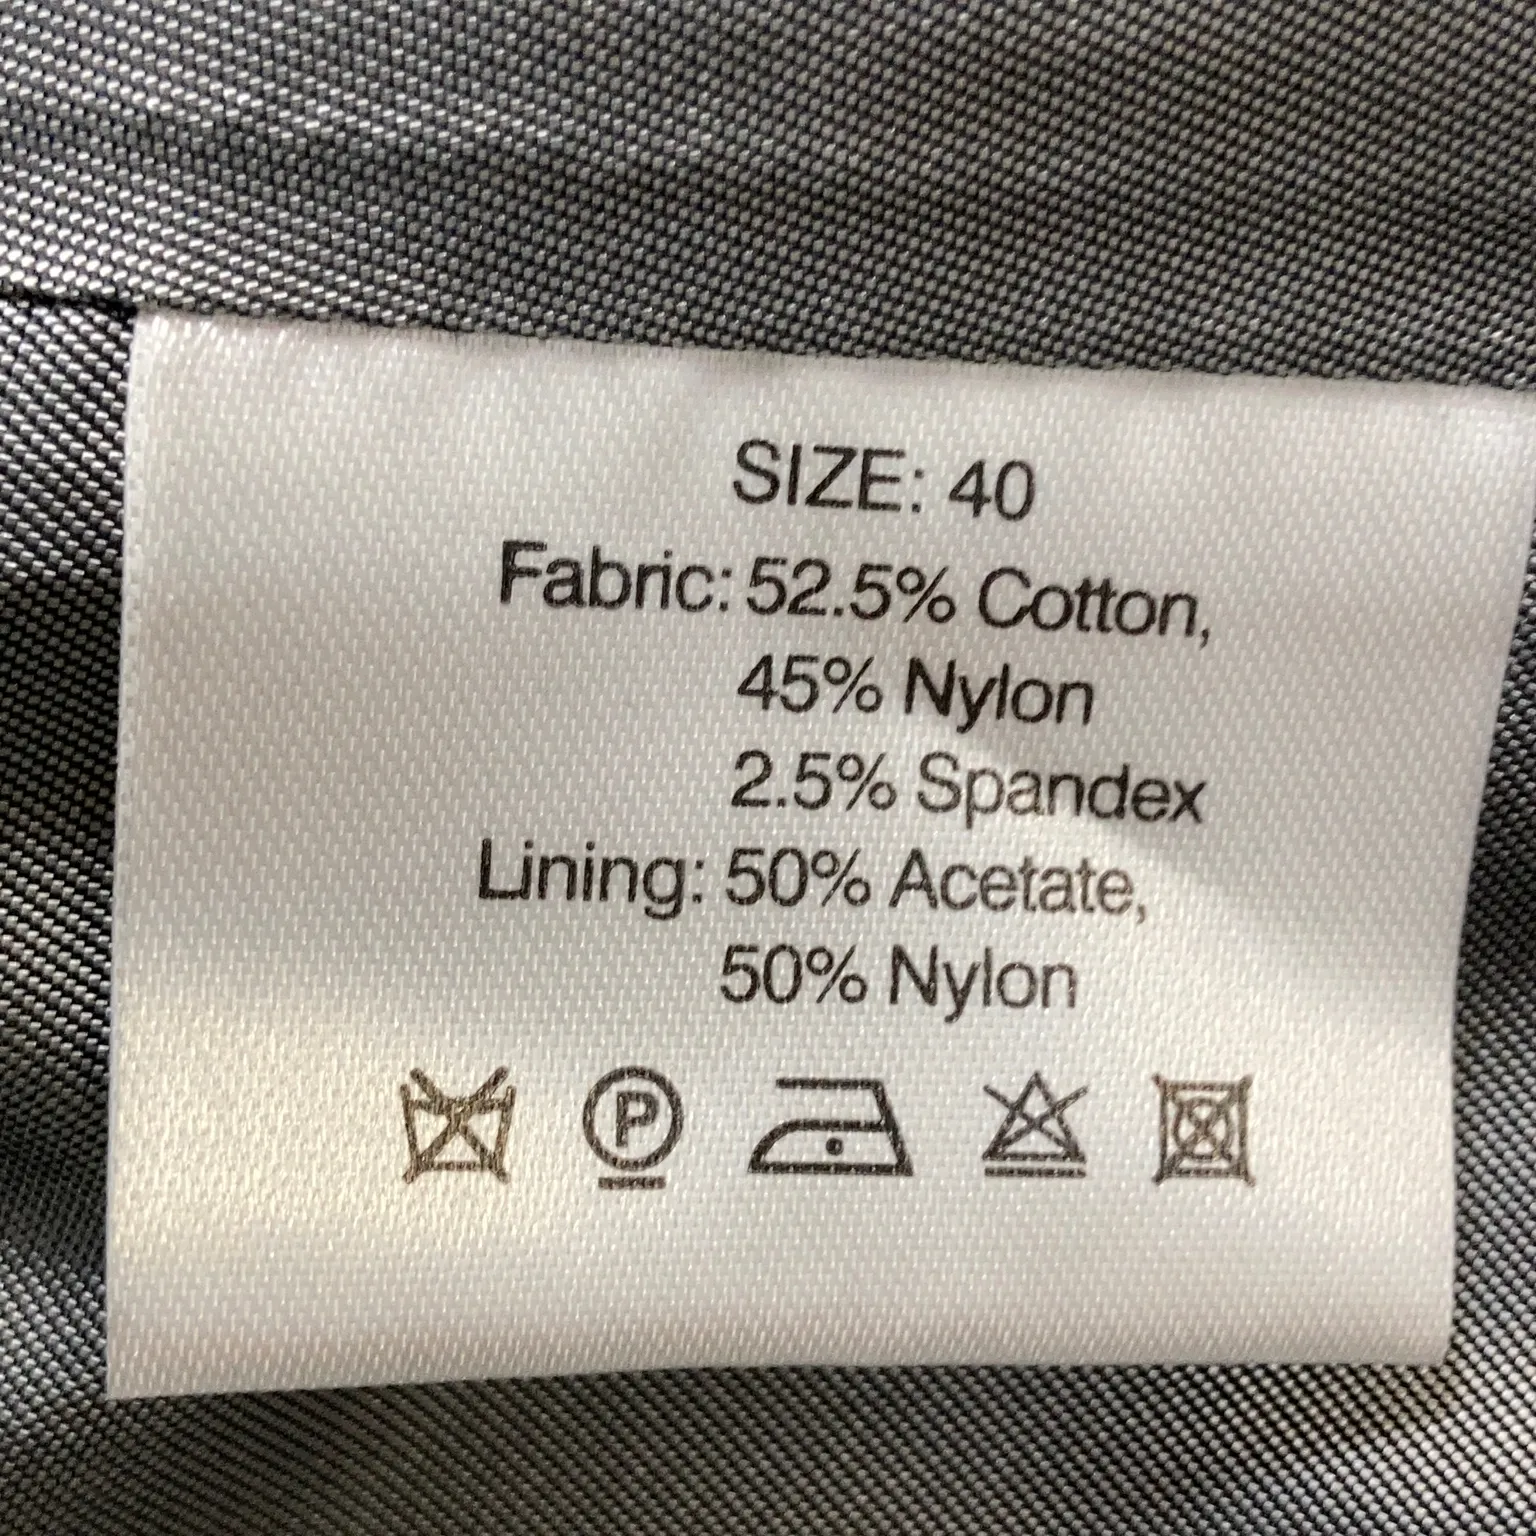 SIZE: 40
Fabric: 52.5% Cotton,
45% Nylon
2.5% Spandex
Lining: 50% Acetate,
50% Nylon
P